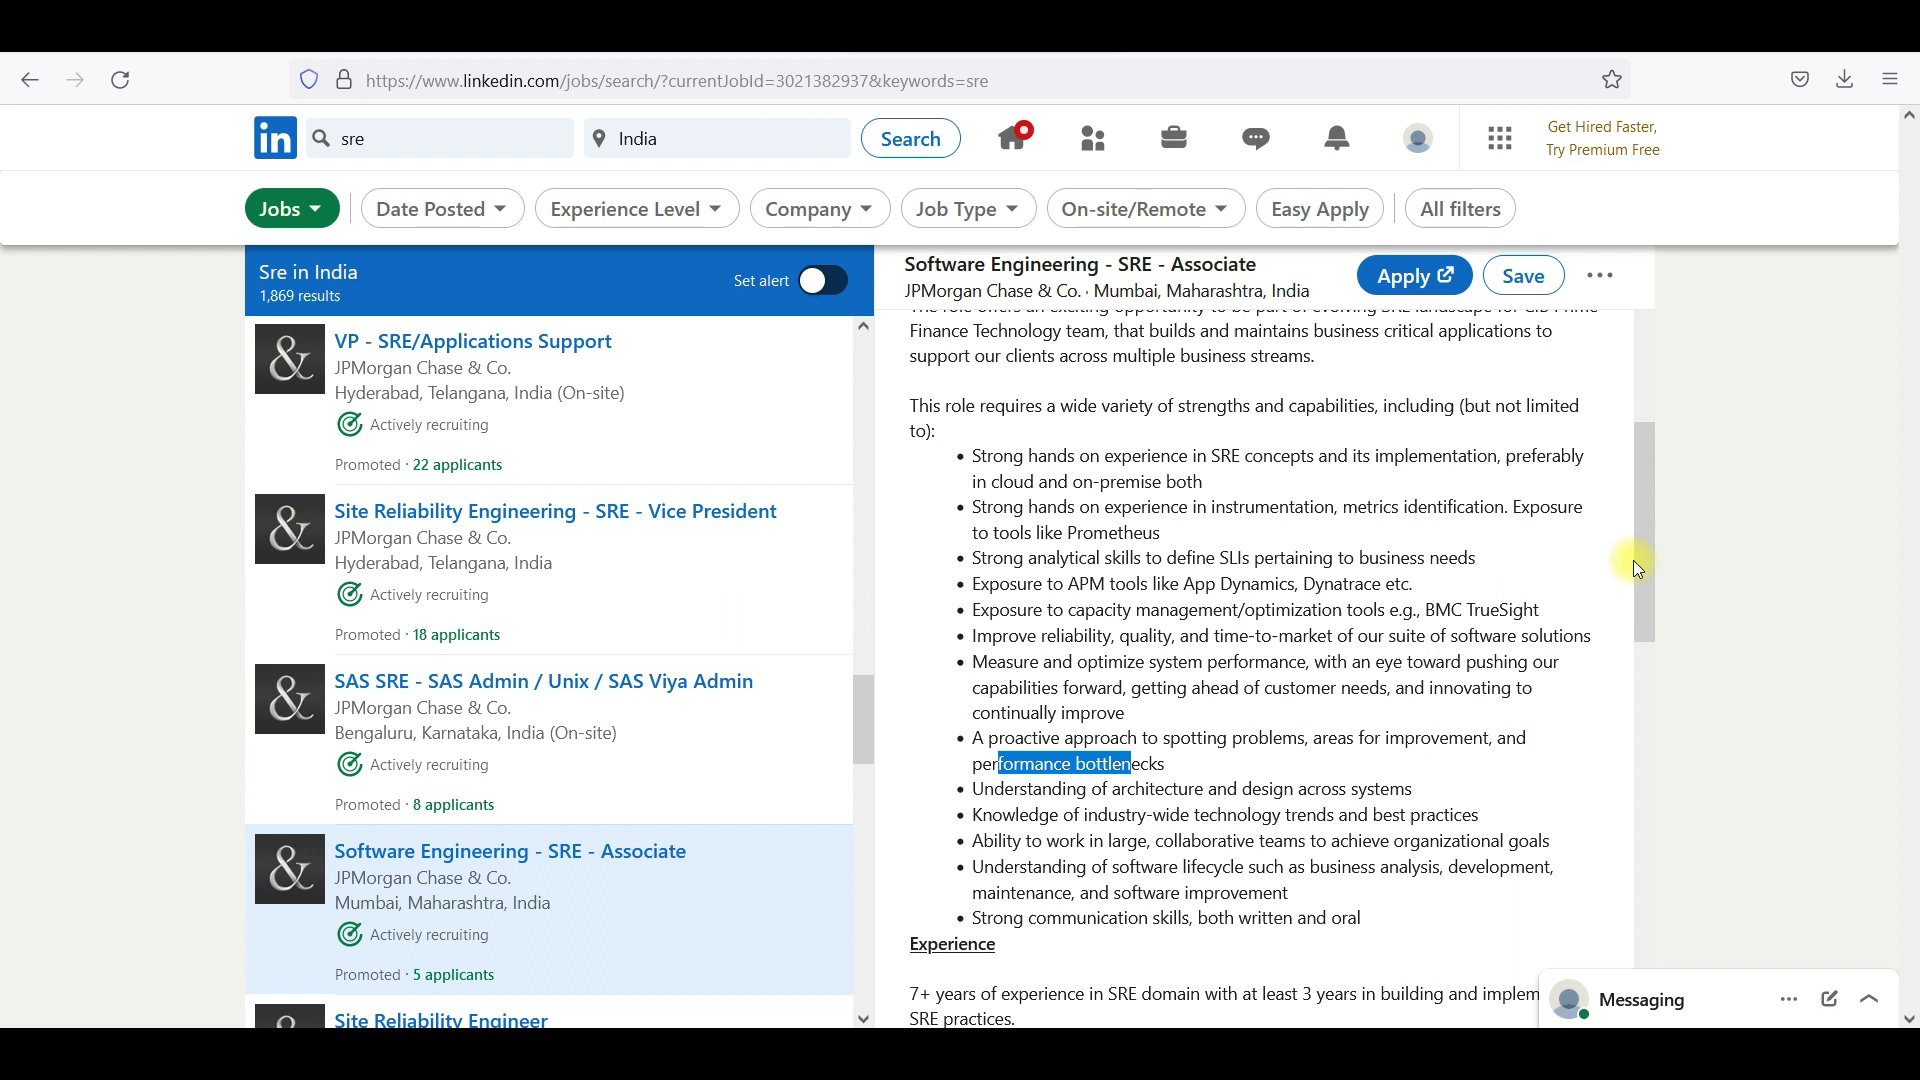 https://www.linkedin.com/jobs/search/?currentJobId=3021382937&keywords=sre
in
sre
India
Search
Get Hired Faster,
Try Premium Free
Jobs
Date Posted
Experience Level
Company
Job Type
On-site/Remote
Easy Apply
All filters
Sre in India
1,869 results
Set alert
VP - SRE/Applications Support
JPMorgan Chase & Co.
Hyderabad, Telangana, India (On-site)
Actively recruiting
Promoted · 22 applicants
Site Reliability Engineering - SRE - Vice President
JPMorgan Chase & Co.
Hyderabad, Telangana, India
Actively recruiting
Promoted · 18 applicants
SAS SRE - SAS Admin / Unix / SAS Viya Admin
JPMorgan Chase & Co.
Bengaluru, Karnataka, India (On-site)
Actively recruiting
Promoted · 8 applicants
Software Engineering - SRE - Associate
JPMorgan Chase & Co.
Mumbai, Maharashtra, India
Actively recruiting
Promoted · 5 applicants
Site Reliability Engineer
Software Engineering - SRE - Associate
JPMorgan Chase & Co. · Mumbai, Maharashtra, India
Apply
Save
Finance Technology team, that builds and maintains business critical applications to
support our clients across multiple business streams.
This role requires a wide variety of strengths and capabilities, including (but not limited
to):
• Strong hands on experience in SRE concepts and its implementation, preferably
in cloud and on-premise both
• Strong hands on experience in instrumentation, metrics identification. Exposure
to tools like Prometheus
• Strong analytical skills to define SLIs pertaining to business needs
• Exposure to APM tools like App Dynamics, Dynatrace etc.
• Exposure to capacity management/optimization tools e.g., BMC TrueSight
• Improve reliability, quality, and time-to-market of our suite of software solutions
• Measure and optimize system performance, with an eye toward pushing our
capabilities forward, getting ahead of customer needs, and innovating to
continually improve
• A proactive approach to spotting problems, areas for improvement, and
performance bottlenecks
• Understanding of architecture and design across systems
• Knowledge of industry-wide technology trends and best practices
• Ability to work in large, collaborative teams to achieve organizational goals
• Understanding of software lifecycle such as business analysis, development,
maintenance, and software improvement
• Strong communication skills, both written and oral
Experience
7+ years of experience in SRE domain with at least 3 years in building and implem
SRE practices.
Messaging